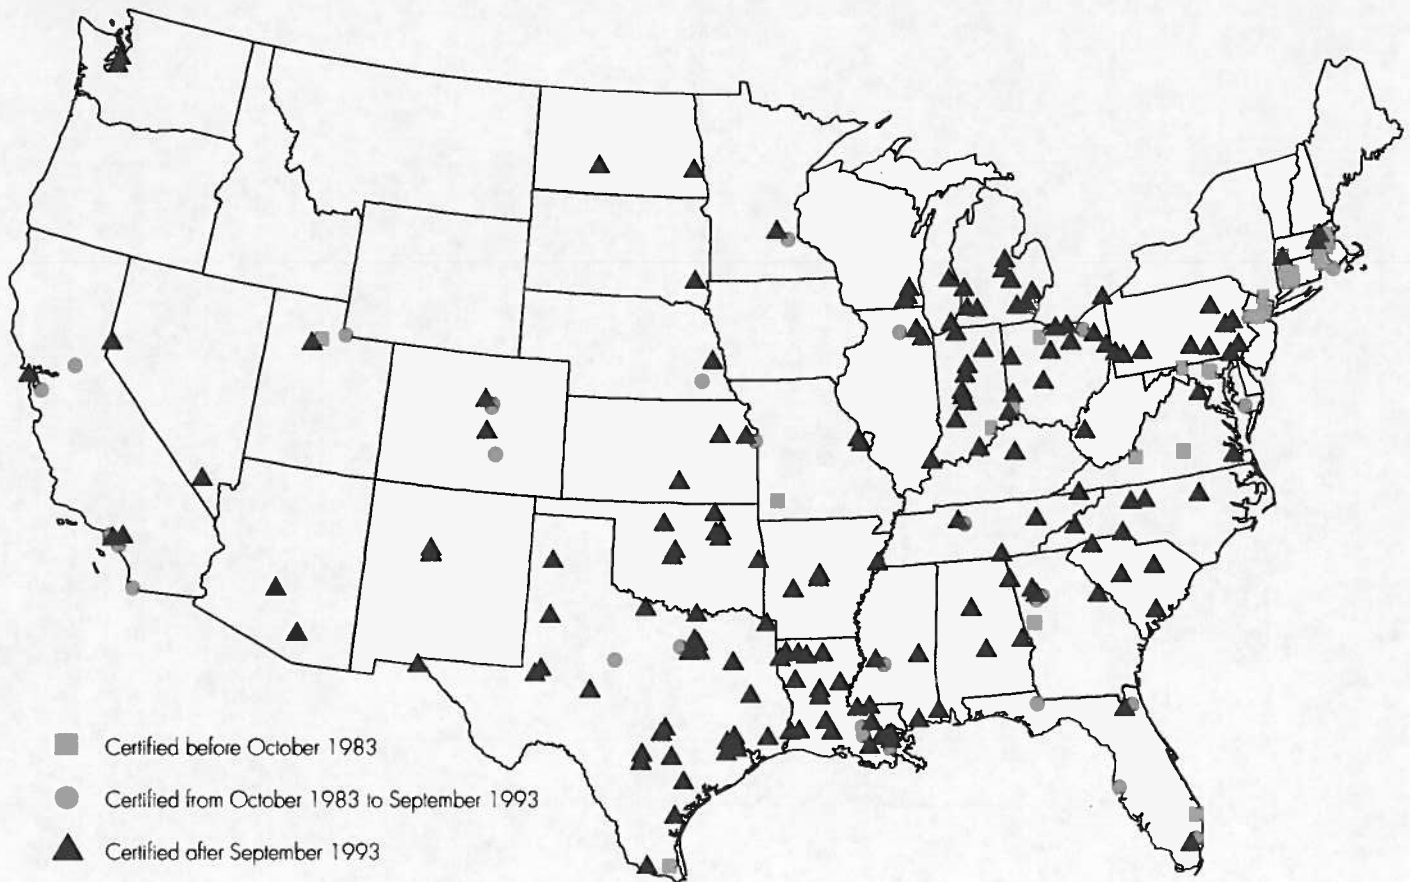 Certified before October 1983
Certified from October 1983 to September 1993
Certified after September 1993